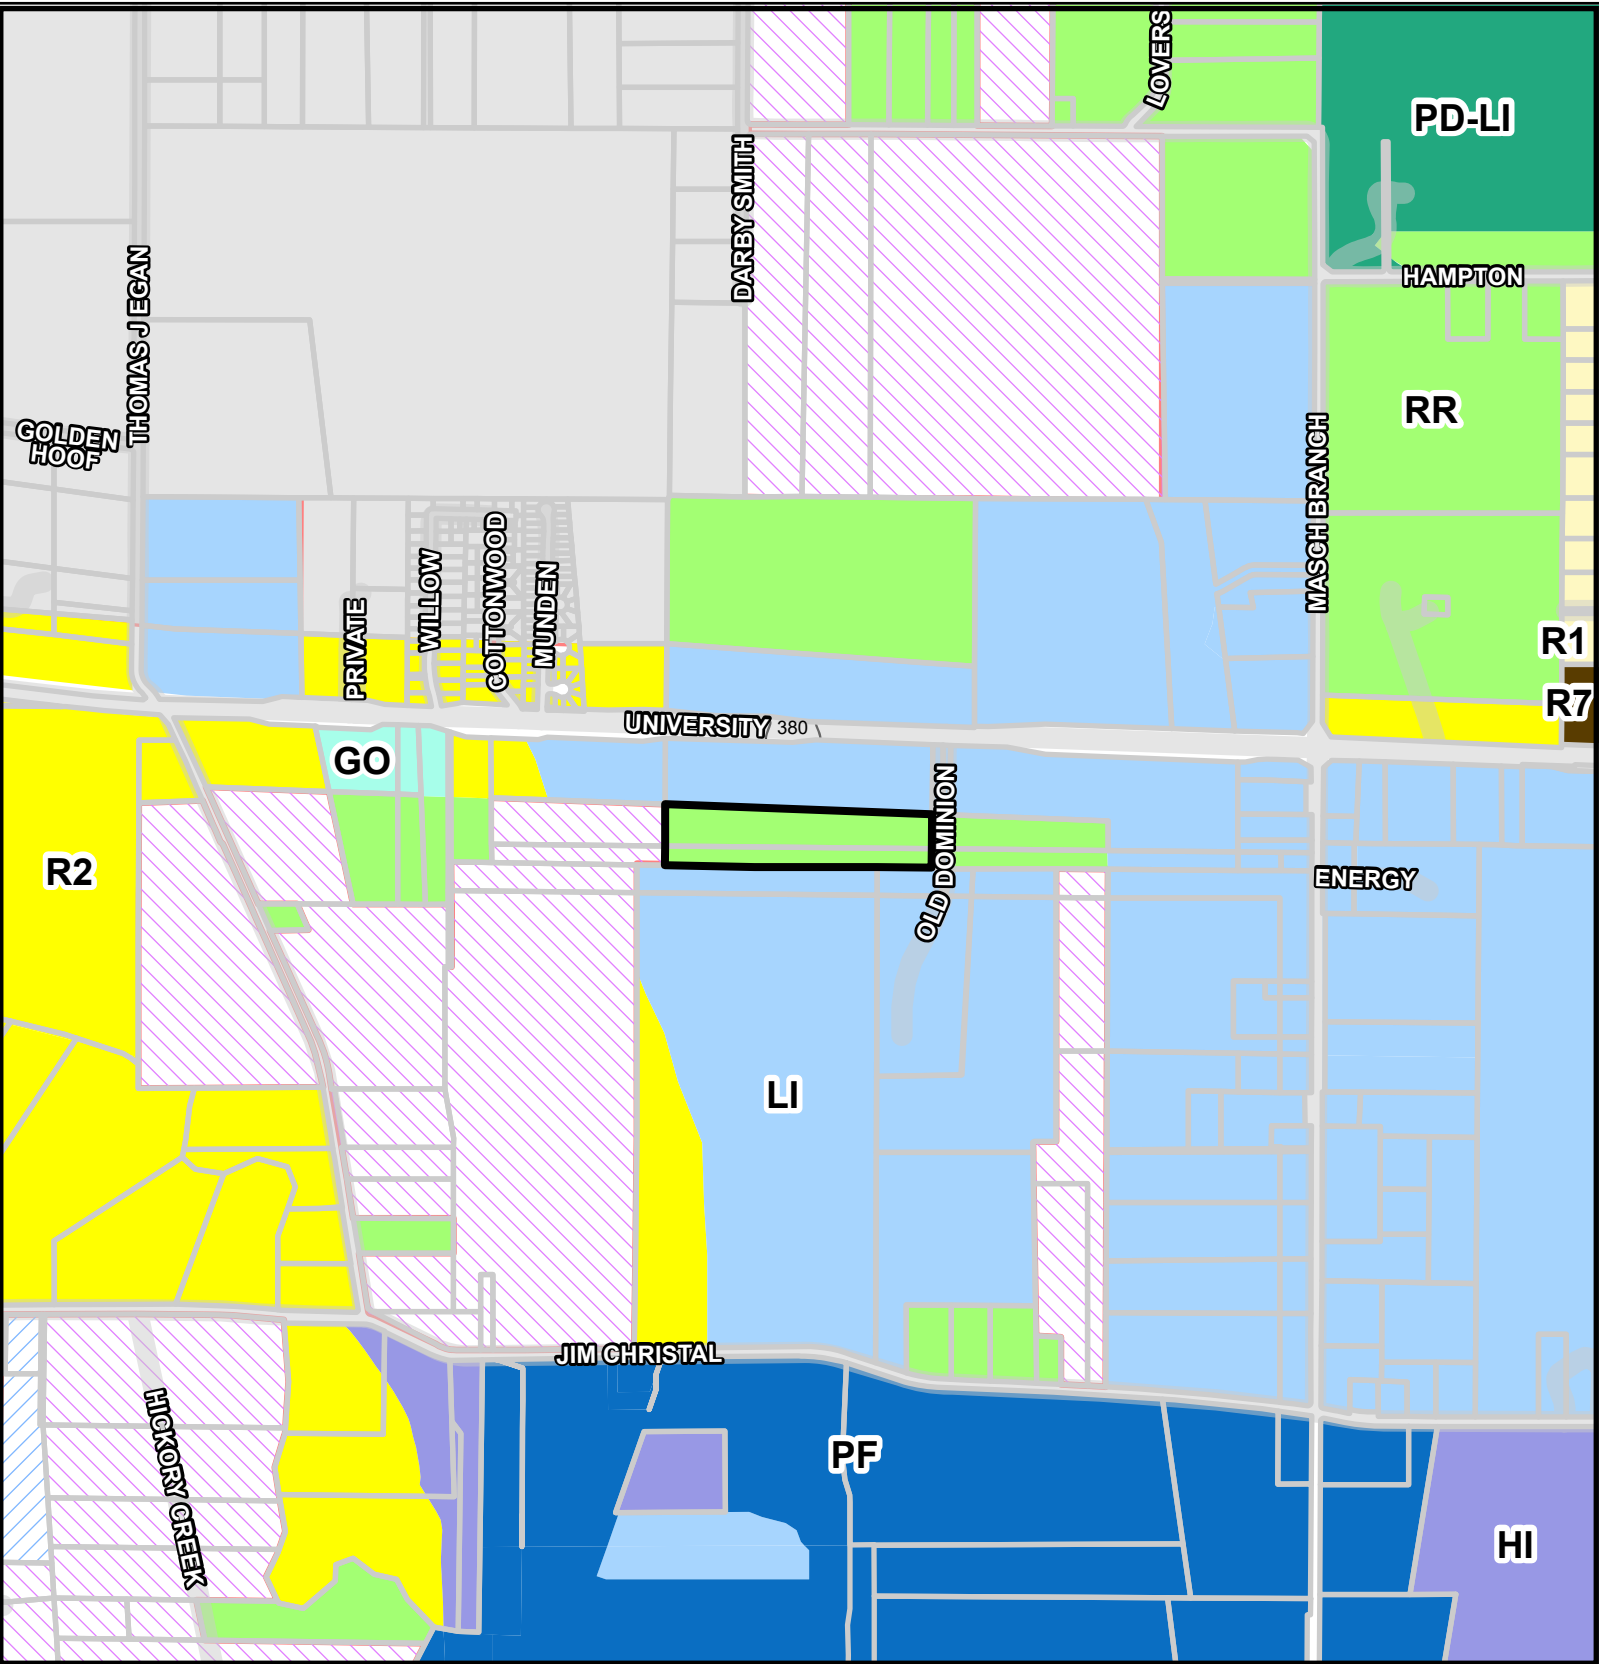 LOVERS
PD-LI
DARBY SMITH
THOMAS J EGAN
HAMPTON
RR
GOLDEN
HOOF
MASCH BRANCH
WILLOW
COTTONWOOD
MUNDEN
PRIVATE
R1
R7
UNIVERSITY
380
GO
OLD DOMINION
R2
ENERGY
LI
JIM CHRISTAL
HICKORY CREEK
PF
HI